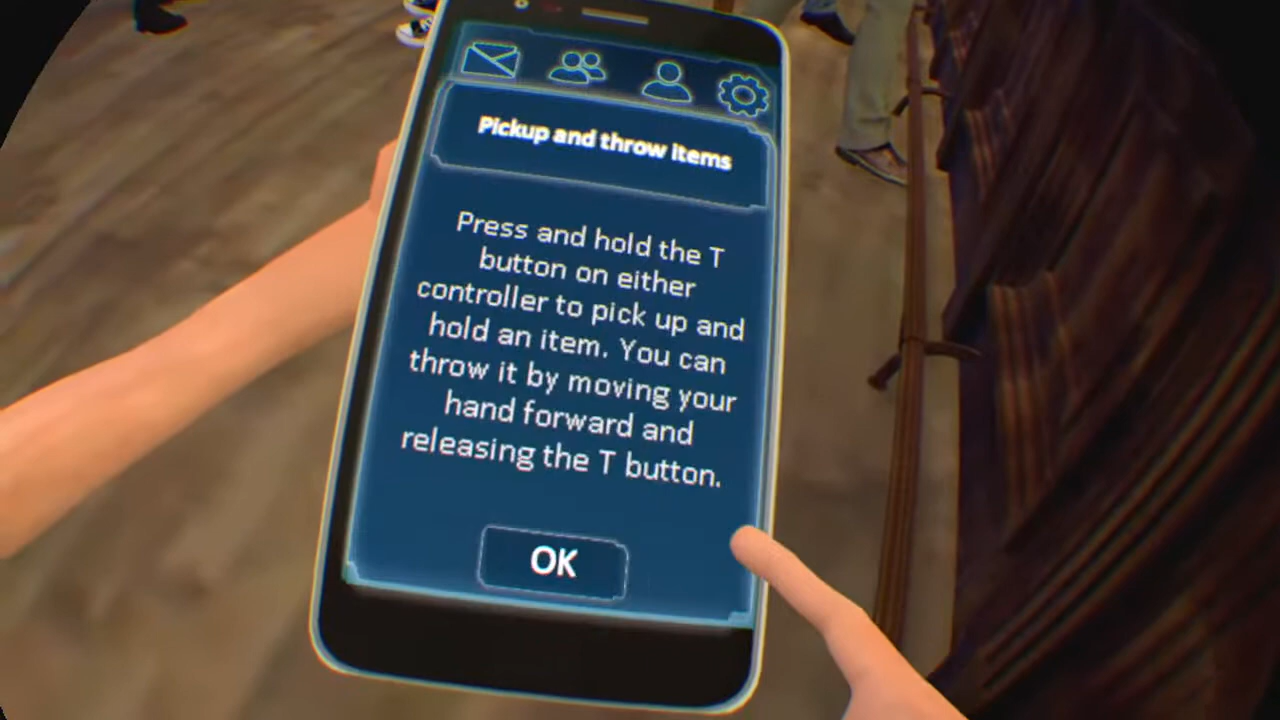 Pickup and throw items
Press and hold the T
button on either
controller to pick up and
hold an item. You can
throw it by moving your
hand forward and
releasing the T button.
OK